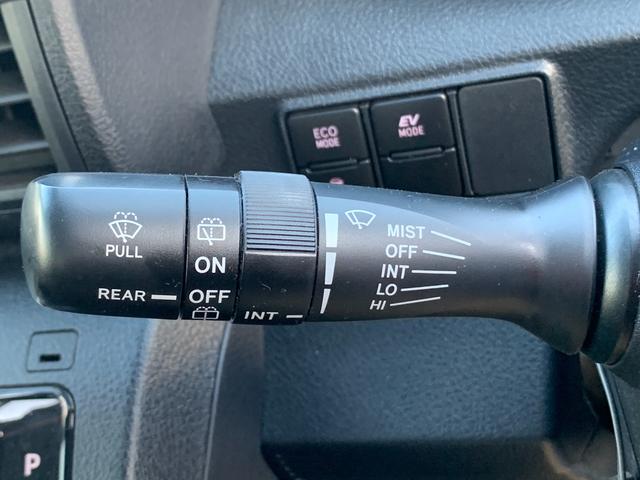 ECO
MODE
EV
MODE
PULL
REAR
ON
OFF
INT
MIST
OFF
INT
LO
HI
P